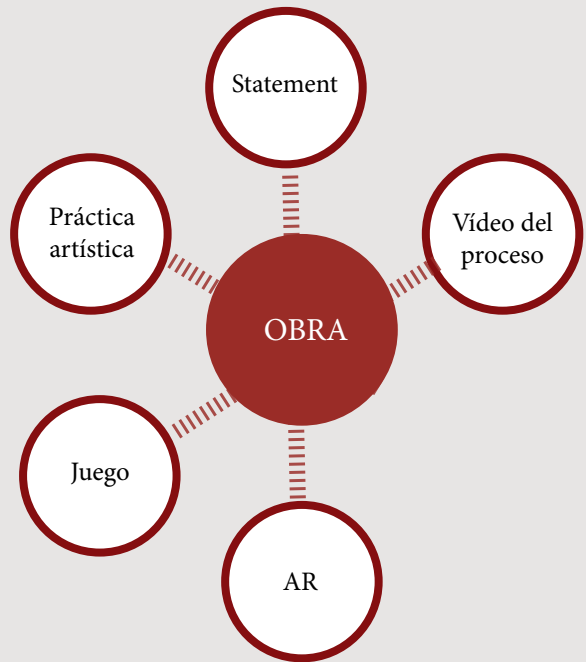 Statement
Práctica
artística
Vídeo del
proceso
OBRA
Juego
AR